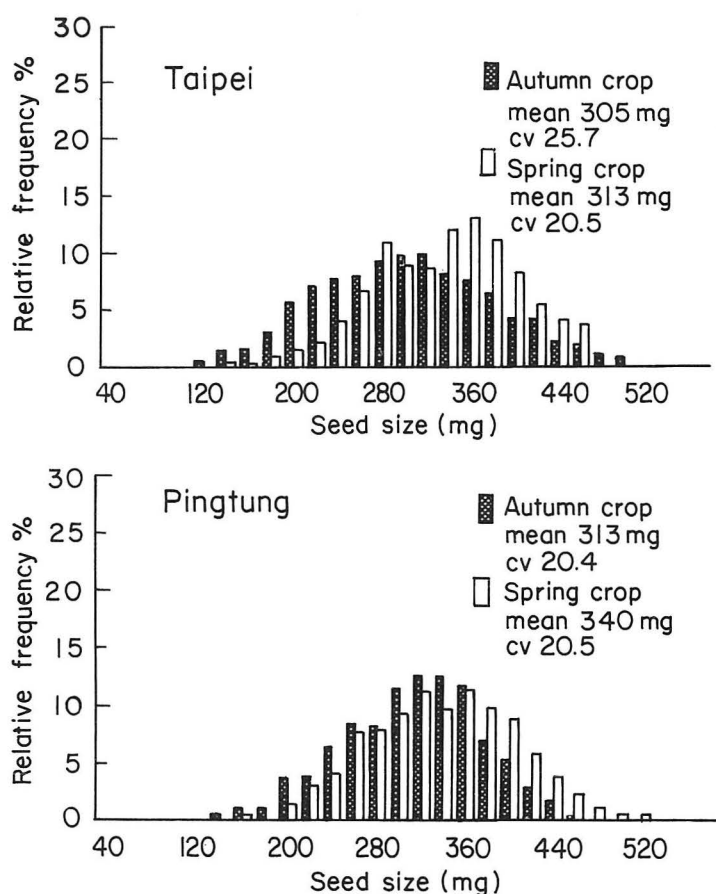 Relative frequency %
30
25
20
15
10
5
0
Taipei
Autumn crop
mean 305 mg
cv 25.7
Spring crop
mean 313 mg
cv 20.5
40 120 200 280 360 440 520
Seed size (mg)
Relative frequency %
30
25
20
15
10
5
0
Pingtung
Autumn crop
mean 313 mg
cv 20.4
Spring crop
mean 340 mg
cv 20.5
40 120 200 280 360 440 520
Seed size (mg)